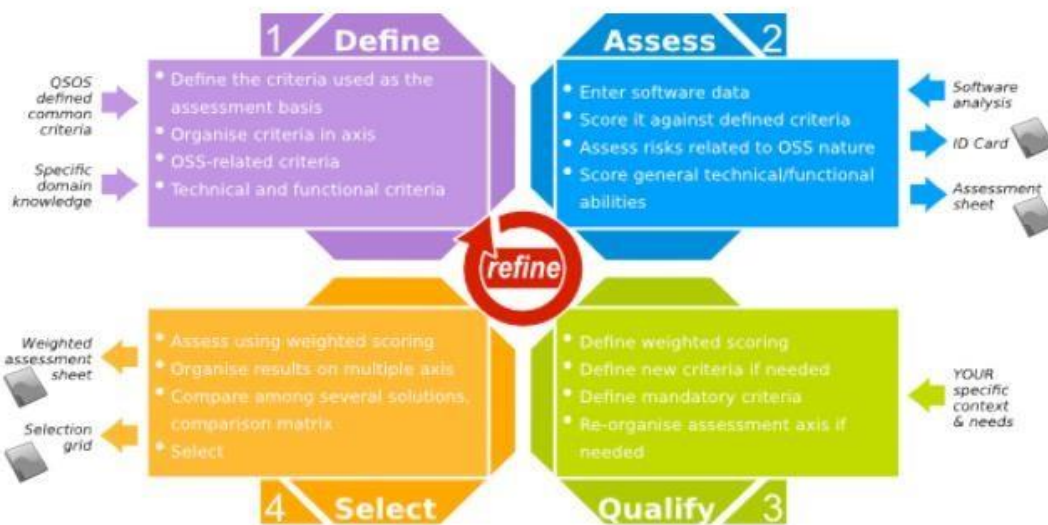 1 Define
QSOS
defined
common
criteria
Specific
domain
knowledge
• Define the criteria used as the
assessment basis
• Organise criteria in axis
• OSS-related criteria
• Technical and functional criteria
Assess 2
• Enter software data
• Score it against defined criteria
• Assess risks related to OSS nature
• Score general technical/functional
abilities
Software
analysis
ID Card
Assessment
sheet
refine
Weighted
assessment
sheet
Selection
grid
• Assess using weighted scoring
• Organise results on multiple axis
• Compare among several solutions,
comparison matrix
• Select
4 Select
• Define weighted scoring
• Define new criteria if needed
• Define mandatory criteria
• Re-organise assessment axis if
needed
YOUR
specific
context
& needs
Qualify 3